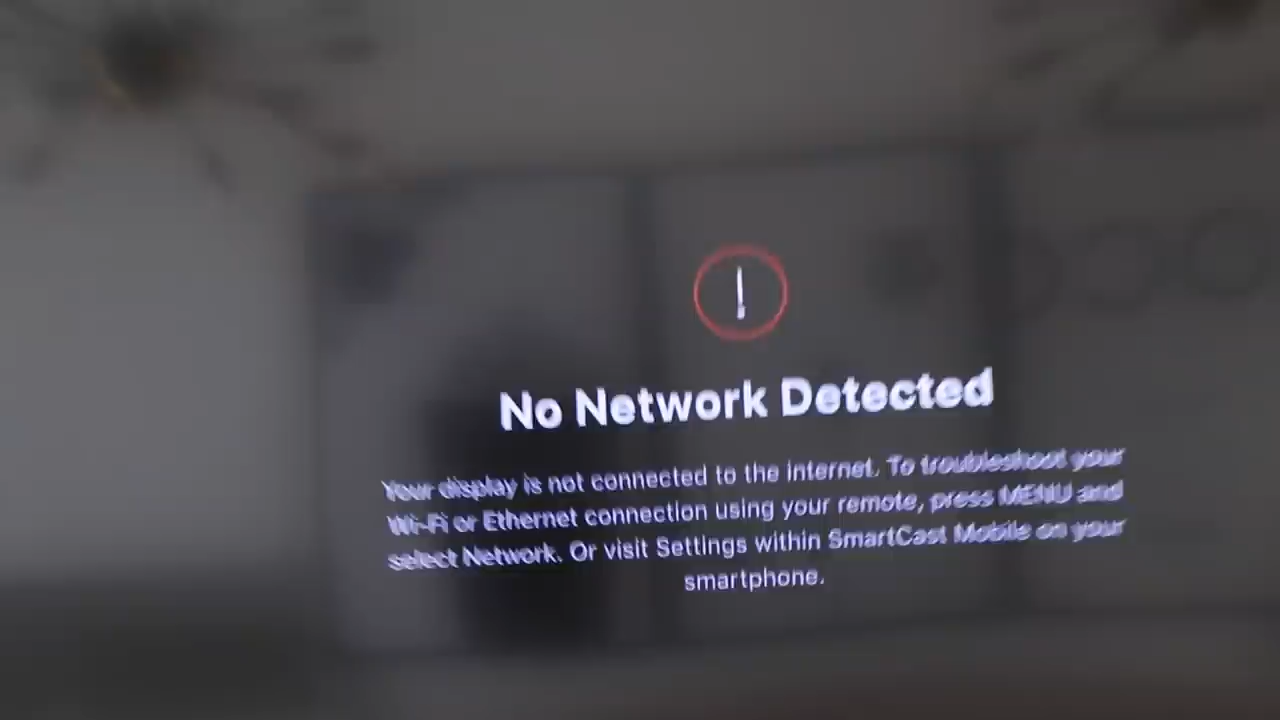 !
No Network Detected
Your display is not connected to the internet. To troubleshoot your
Wi-Fi or Ethernet connection using your remote, press MENU and
select Network. Or visit Settings within SmartCast Mobile on your
smartphone.